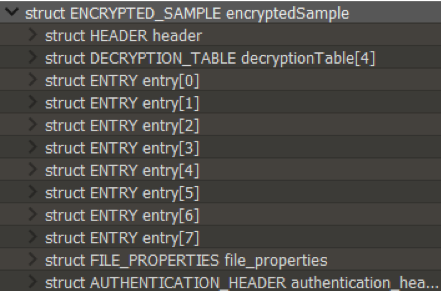 struct ENCRYPTED_SAMPLE encryptedSample
struct HEADER header
struct DECRYPTION_TABLE decryptionTable[4]
struct ENTRY entry[0]
struct ENTRY entry[1]
struct ENTRY entry[2]
struct ENTRY entry[3]
struct ENTRY entry[4]
struct ENTRY entry[5]
struct ENTRY entry[6]
struct ENTRY entry[7]
struct FILE_PROPERTIES file_properties
struct AUTHENTICATION_HEADER authentication_hea...